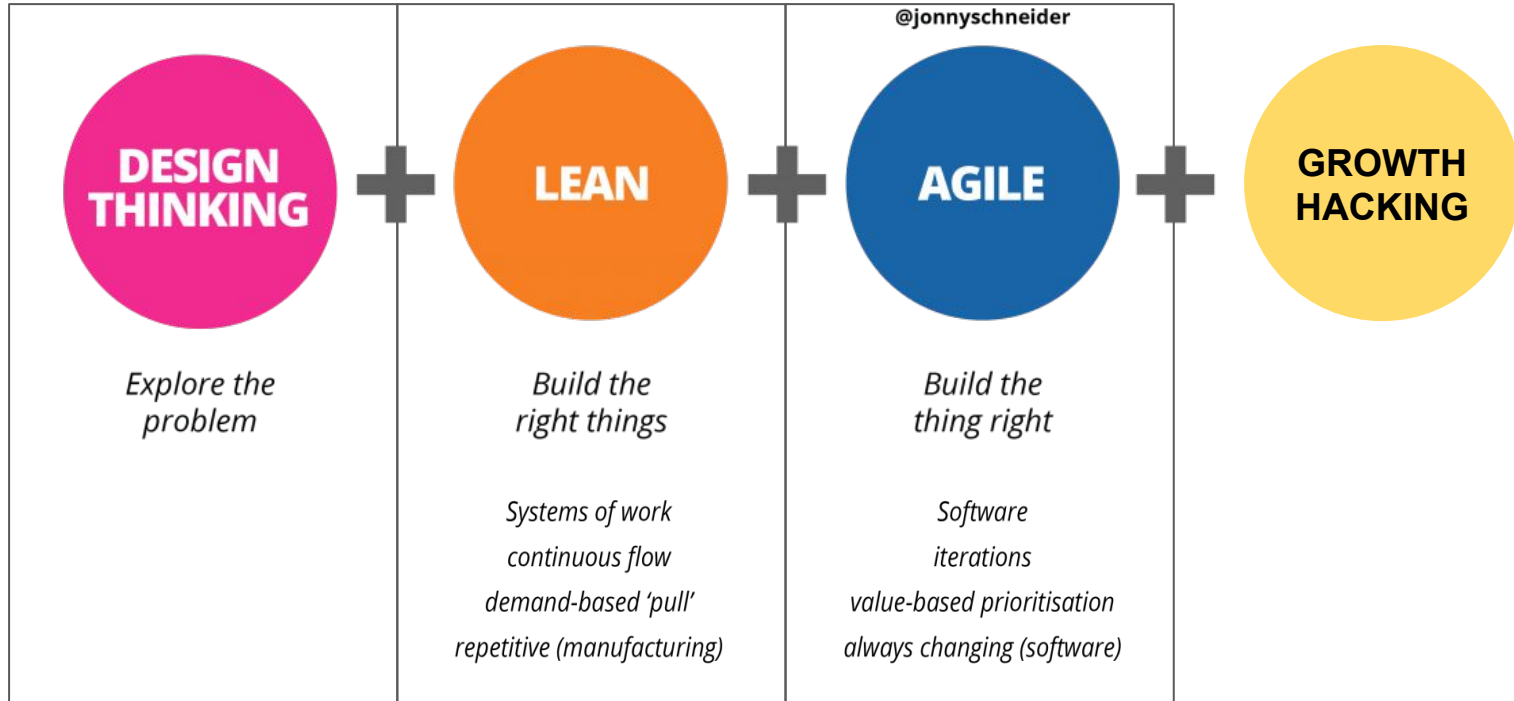 @jonnyschneider
DESIGN
THINKING
LEAN
AGILE
GROWTH
HACKING
Explore the
problem
Build the
right things
Build the
thing right
Systems of work
continuous flow
demand-based ‘pull’
repetitive (manufacturing)
Software
iterations
value-based prioritisation
always changing (software)